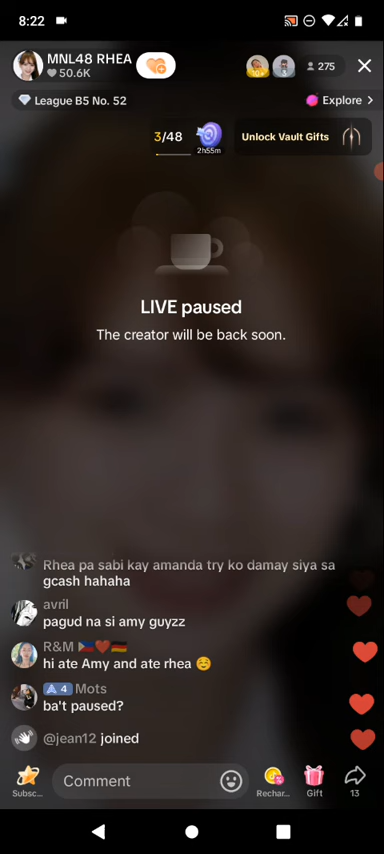 8:22
MNL48 RHEA
50.6K
275
League B5 No. 52
Explore
3/48
2h55m
Unlock Vault Gifts
LIVE paused
The creator will be back soon.
Rhea pa sabi kay amanda try ko damay siya sa
gcash hahaha
avril
pagud na si amy guyzz
R&M 🇵🇭❤️🇩🇪
hi ate Amy and ate rhea ☺️
4 Mots
ba't paused?
@jean12 joined
Subsc...
Comment
Rechar...
Gift
13